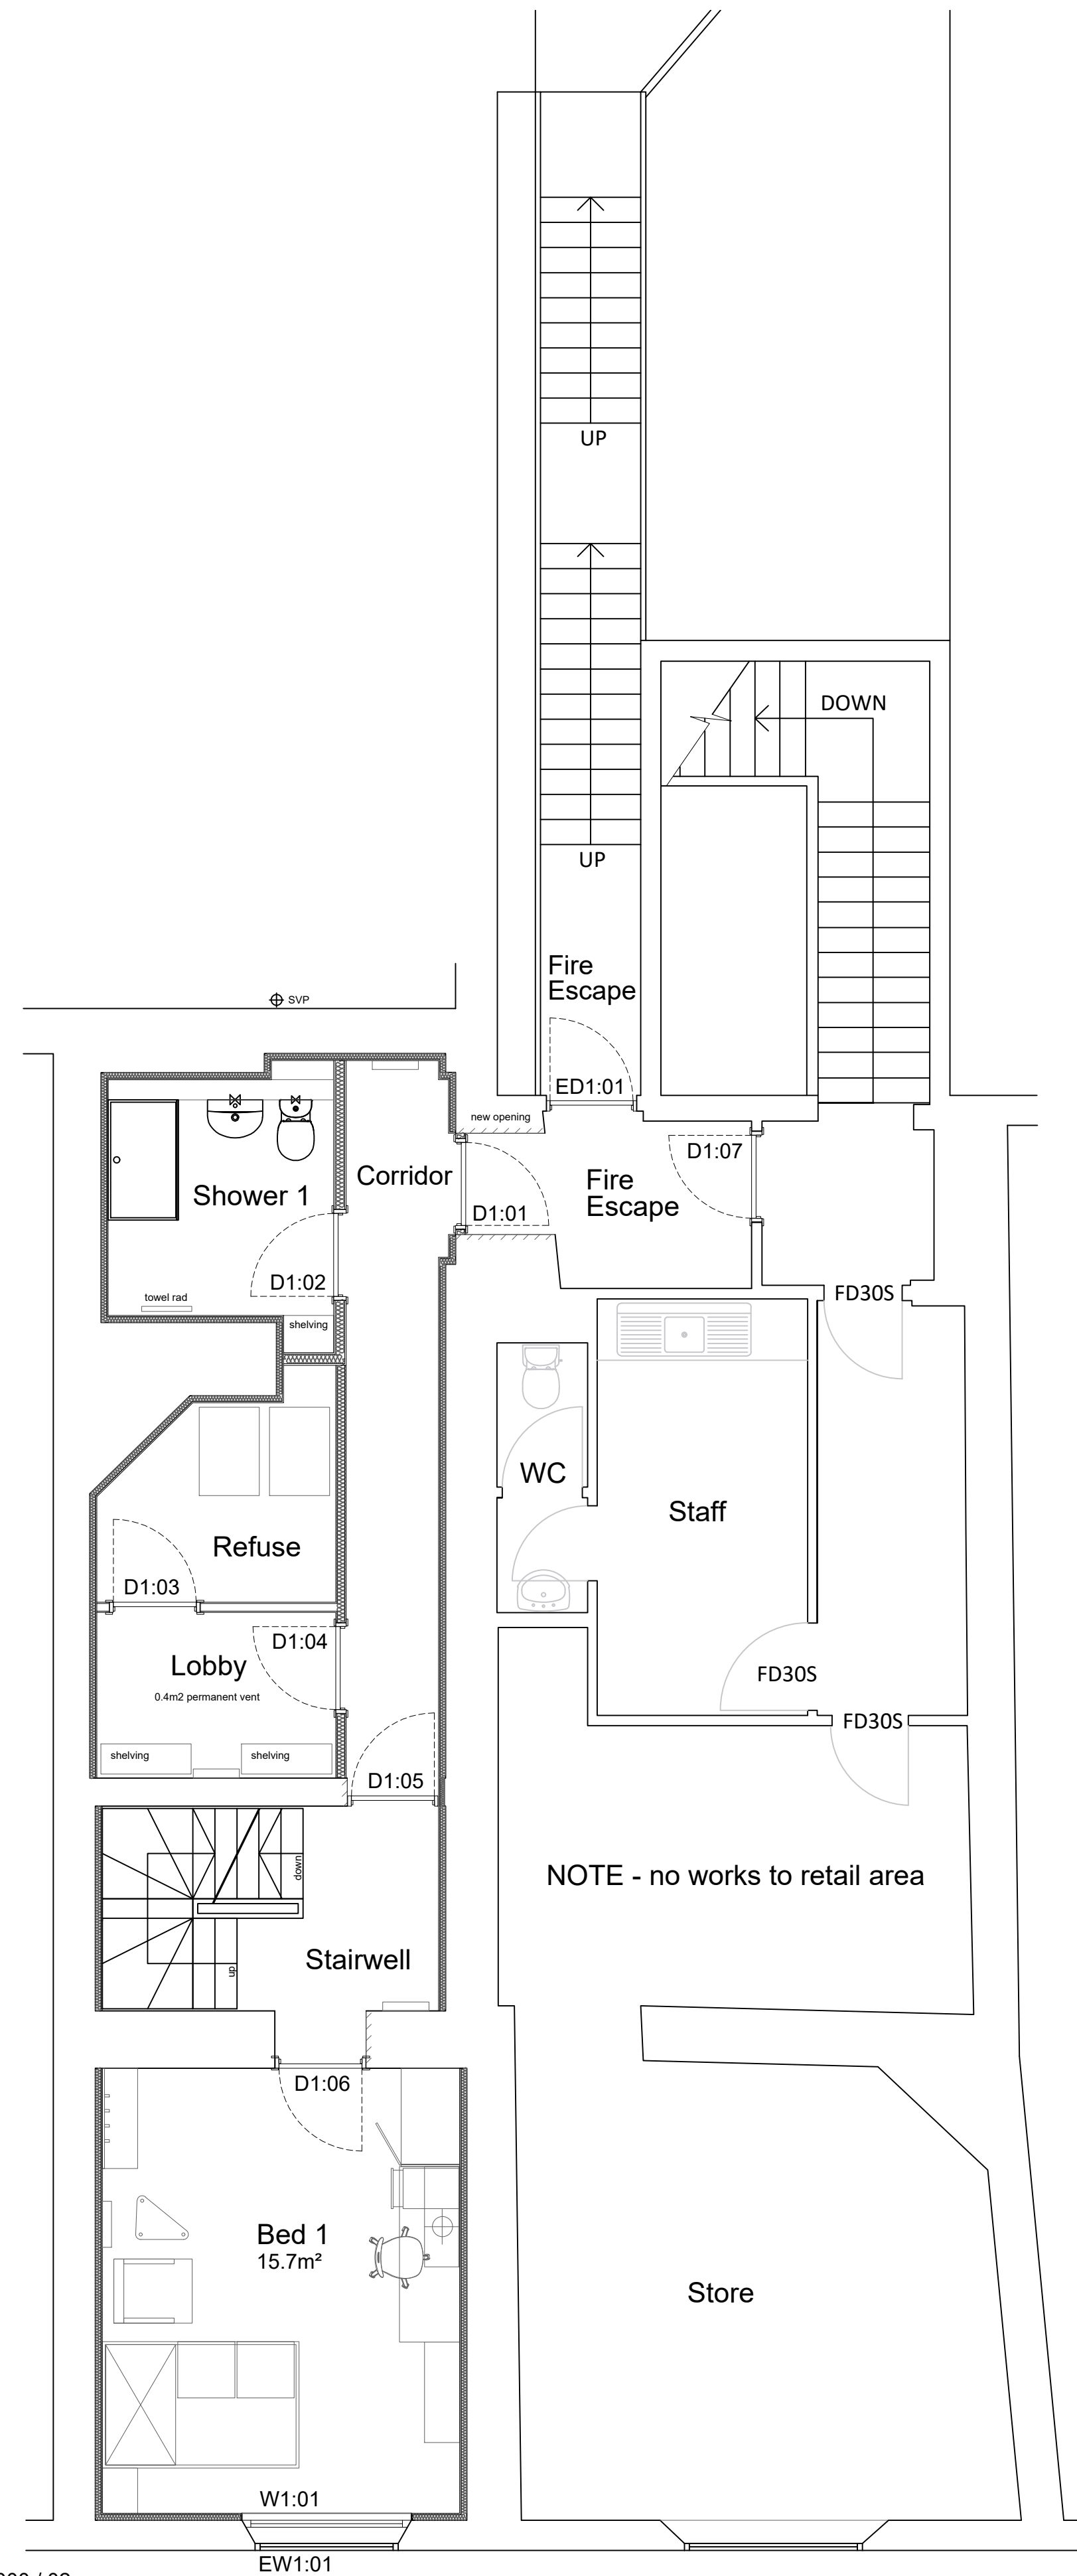 UP
DOWN
UP
Fire
Escape
SVP
ED1:01
new opening
D1:07
Corridor
Fire
Escape
Shower 1
D1:01
D1:02
FD30S
towel rad
shelving
WC
Staff
Refuse
D1:03
D1:04
Lobby
FD30S
0.4m2 permanent vent
FD30S
shelving
shelving
D1:05
down
NOTE - no works to retail area
Stairwell
up
D1:06
Bed 1
15.7m²
Store
W1:01
EW1:01